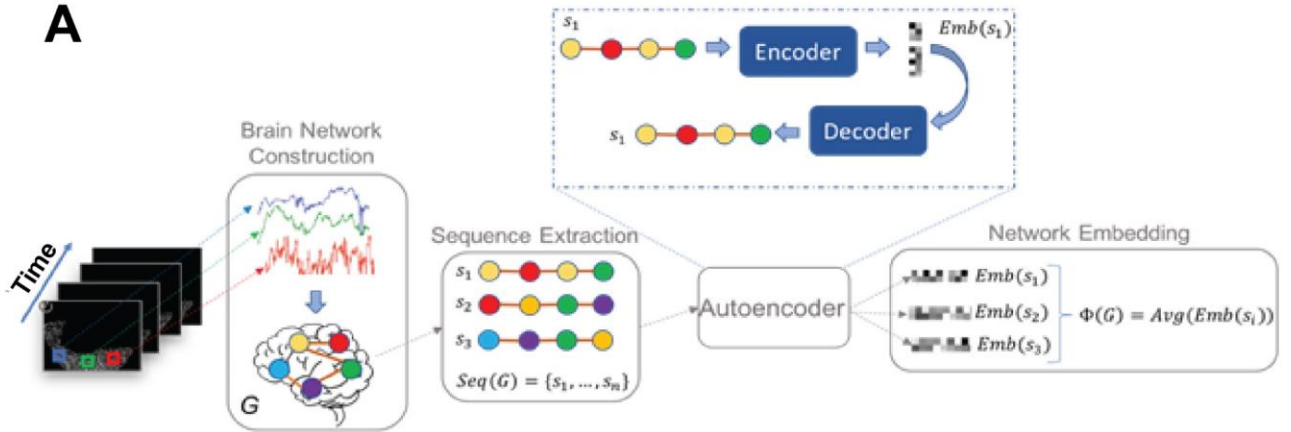 A
s₁
Encoder
Emb(s₁)
s₁
Decoder
Brain Network
Construction
Time
G
Sequence Extraction
s₁
s₂
s₃
Seq(G) = {s₁, ..., sₙ}
Autoencoder
Network Embedding
Emb(s₁)
Emb(s₂)
Emb(s₃)
Φ(G) = Avg(Emb(sᵢ))